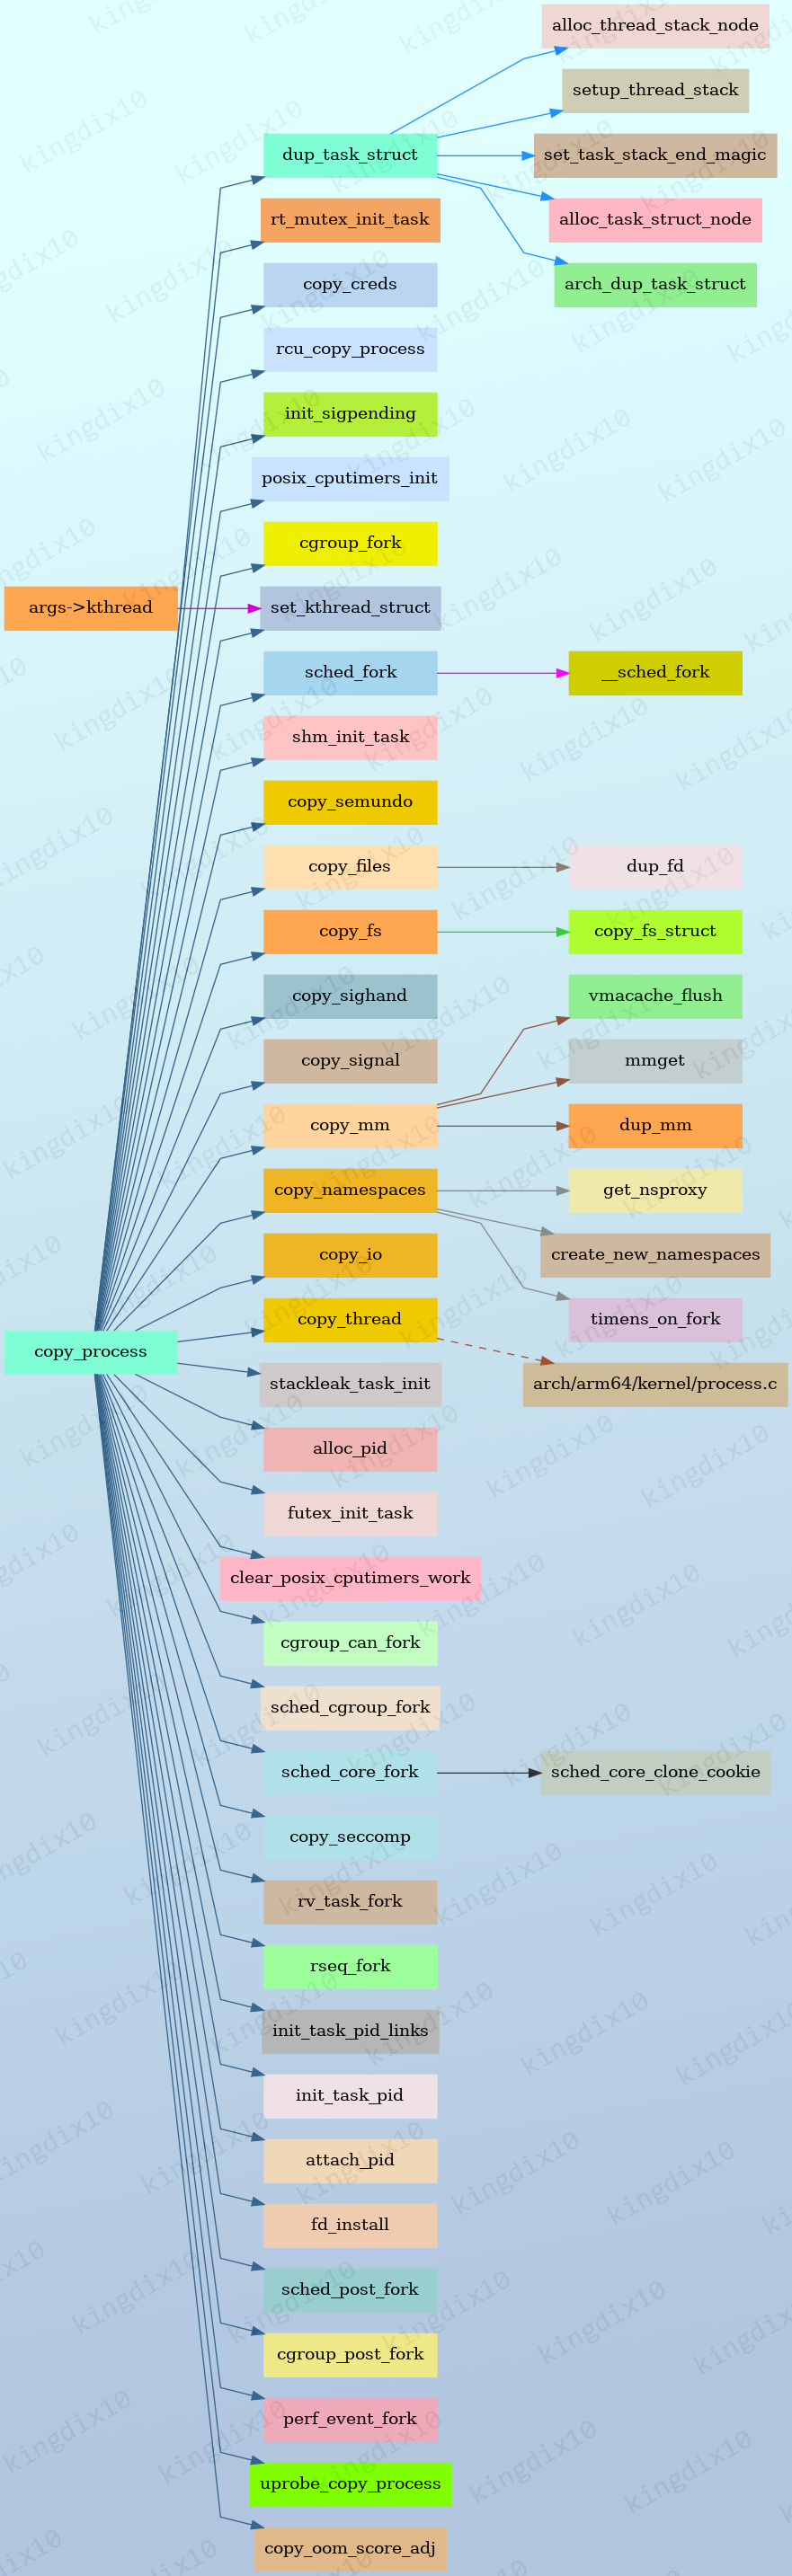 alloc_thread_stack_node
setup_thread_stack
dup_task_struct
set_task_stack_end_magic
rt_mutex_init_task
alloc_task_struct_node
copy_creds
arch_dup_task_struct
rcu_copy_process
init_sigpending
posix_cputimers_init
cgroup_fork
args->kthread
set_kthread_struct
sched_fork
__sched_fork
shm_init_task
copy_semundo
copy_files
dup_fd
copy_fs
copy_fs_struct
copy_sighand
vmacache_flush
copy_signal
mmget
copy_mm
dup_mm
copy_namespaces
get_nsproxy
copy_io
create_new_namespaces
copy_thread
timens_on_fork
copy_process
stackleak_task_init
arch/arm64/kernel/process.c
alloc_pid
futex_init_task
clear_posix_cputimers_work
cgroup_can_fork
sched_cgroup_fork
sched_core_fork
sched_core_clone_cookie
copy_seccomp
rv_task_fork
rseq_fork
init_task_pid_links
init_task_pid
attach_pid
fd_install
sched_post_fork
cgroup_post_fork
perf_event_fork
uprobe_copy_process
copy_oom_score_adj
kingdix10